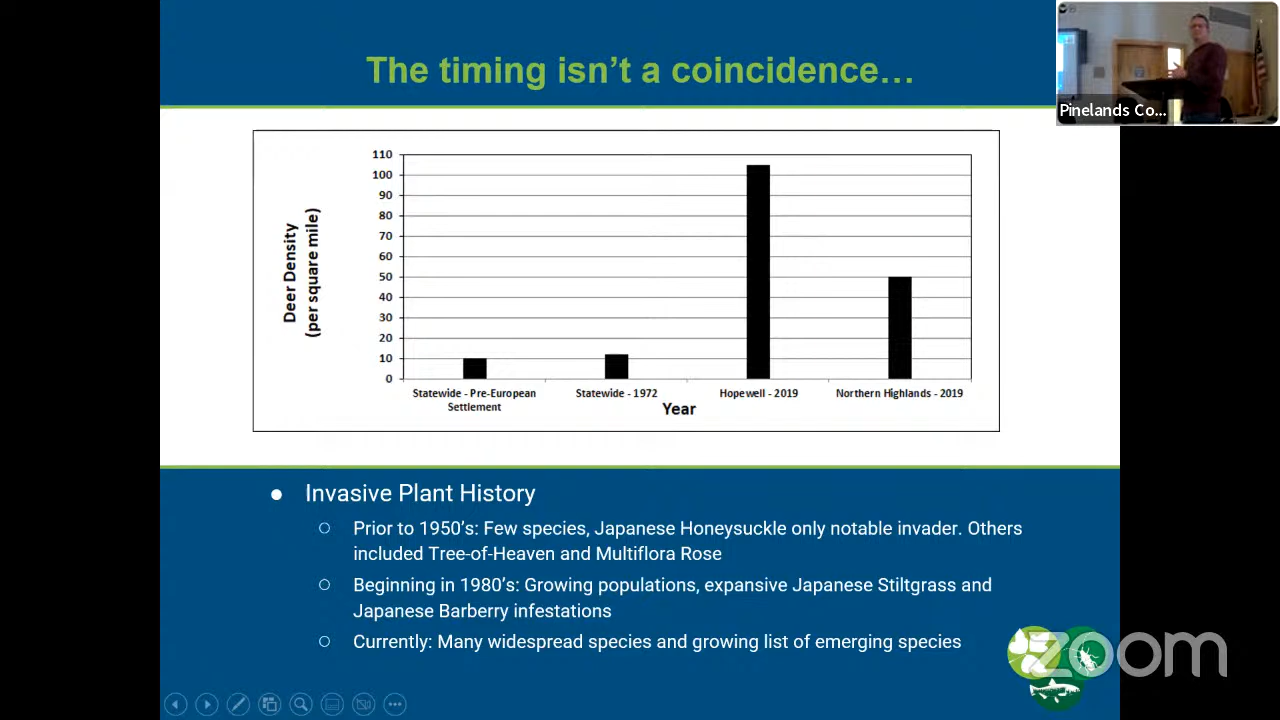 The timing isn't a coincidence…
Pinelands Co...
110
100
90
80
70
60
50
40
30
20
10
0
Deer Density
(per square mile)
Statewide - Pre-European
Settlement
Statewide - 1972
Hopewell - 2019
Northern Highlands - 2019
Year
Invasive Plant History
Prior to 1950's: Few species, Japanese Honeysuckle only notable invader. Others
included Tree-of-Heaven and Multiflora Rose
Beginning in 1980's: Growing populations, expansive Japanese Stiltgrass and
Japanese Barberry infestations
Currently: Many widespread species and growing list of emerging species
zoom